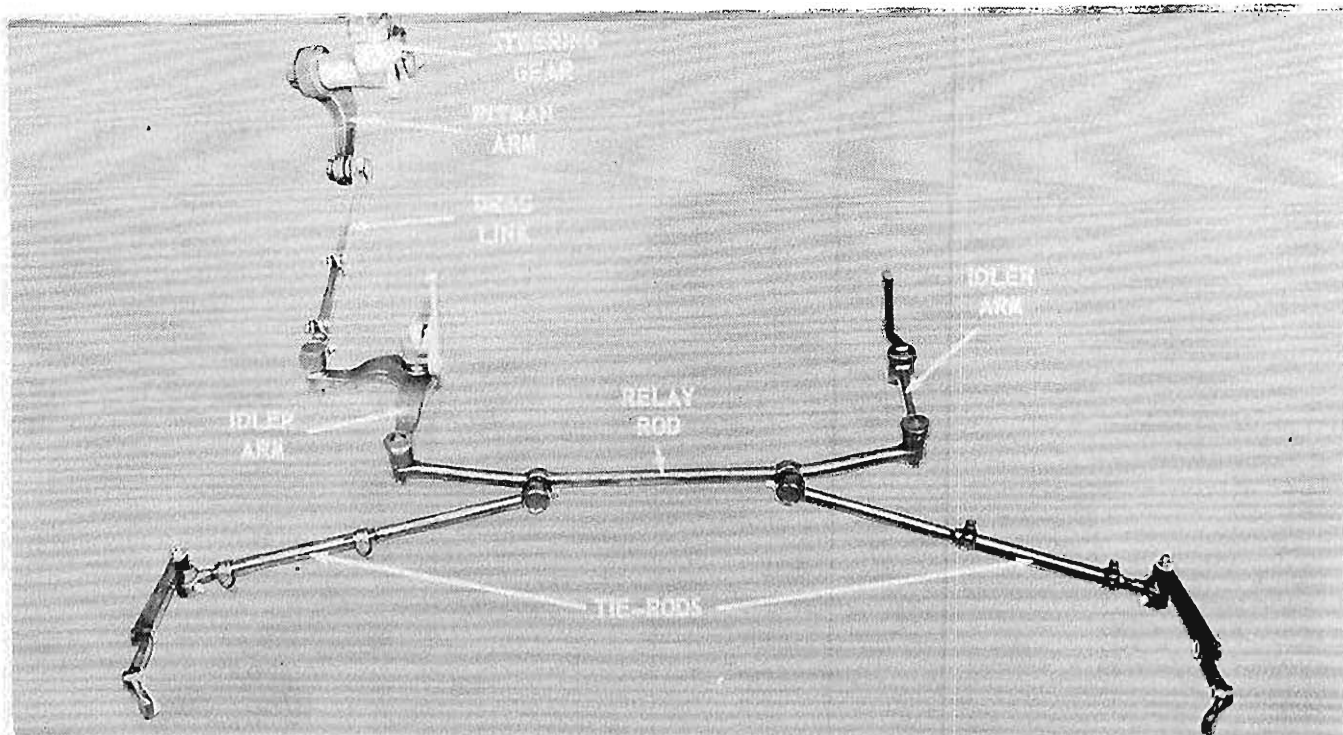 STEERING
GEAR
PITMAN
ARM
DRAG
LINK
IDLER
ARM
IDLER
ARM
RELAY
ROD
TIE-RODS